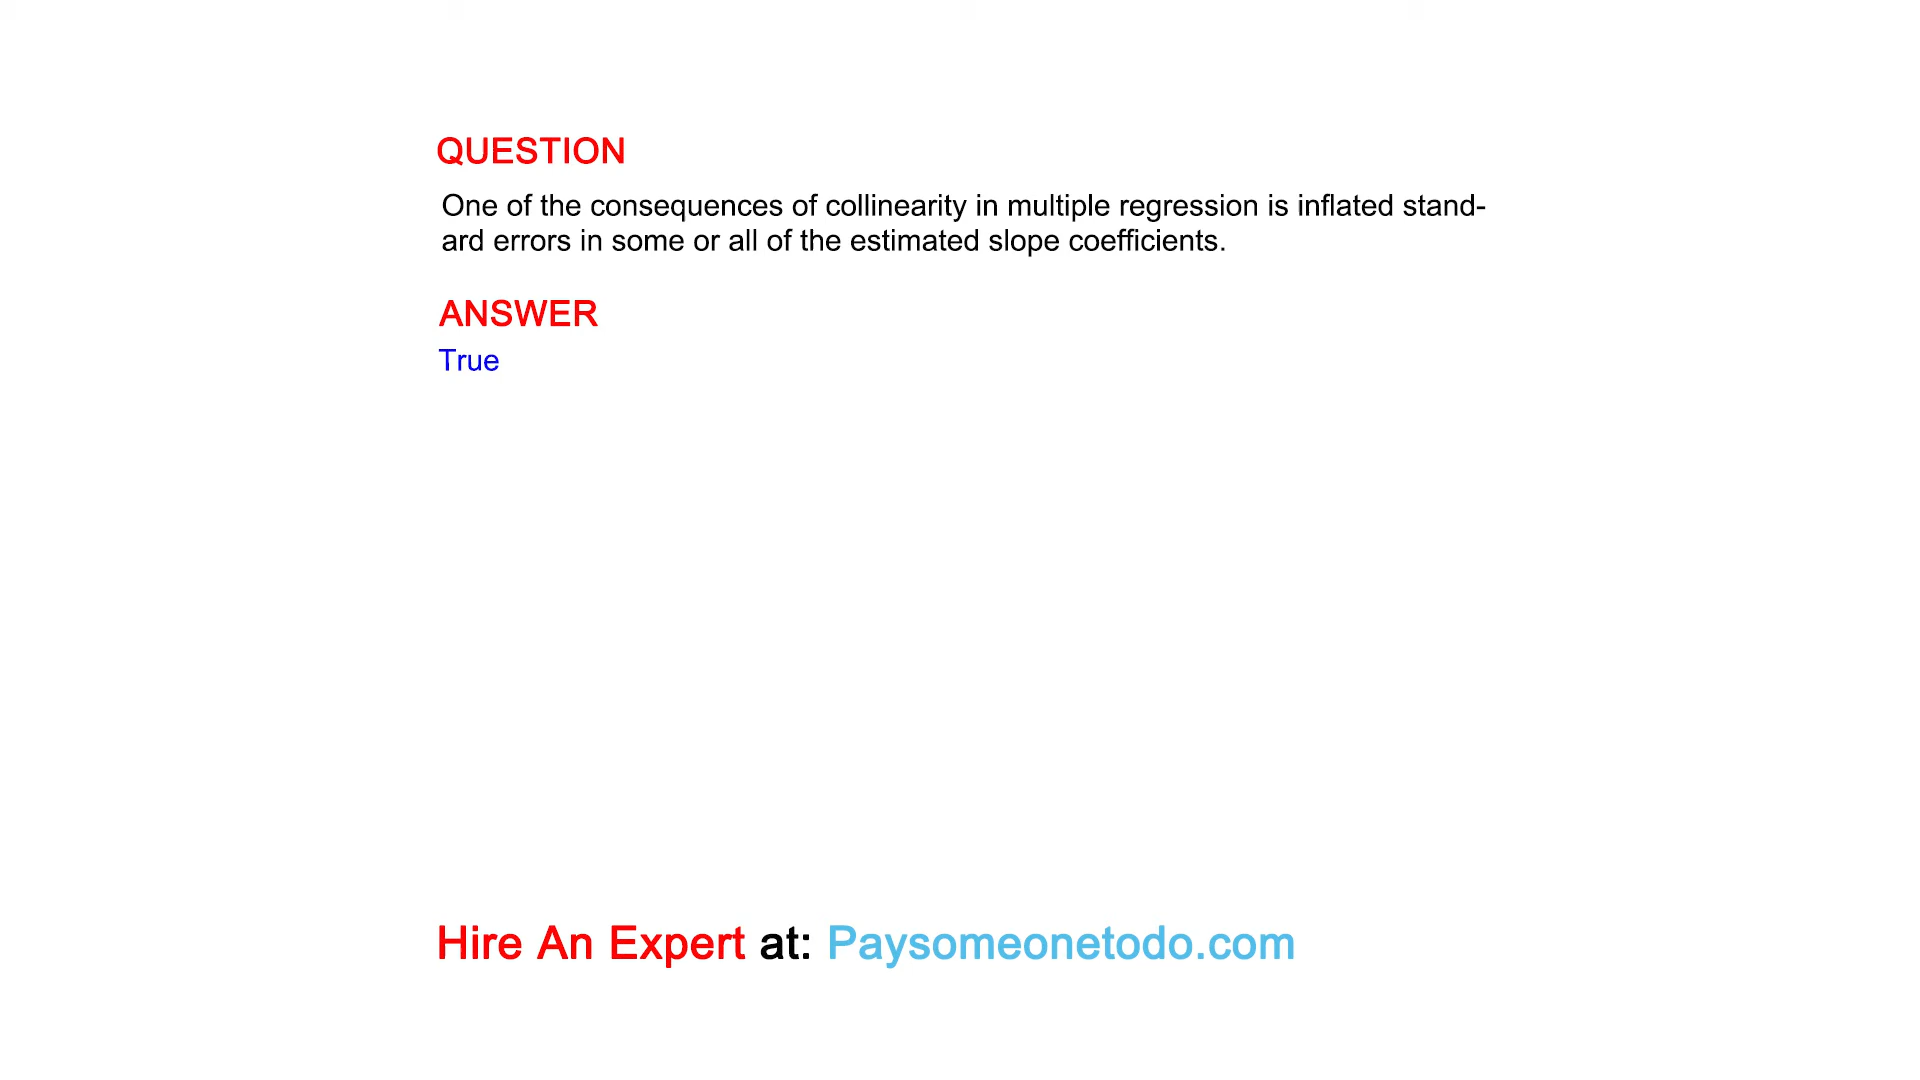 QUESTION
One of the consequences of collinearity in multiple regression is inflated stand-
ard errors in some or all of the estimated slope coefficients.
ANSWER
True
Hire An Expert at: Paysomeonetodo.com